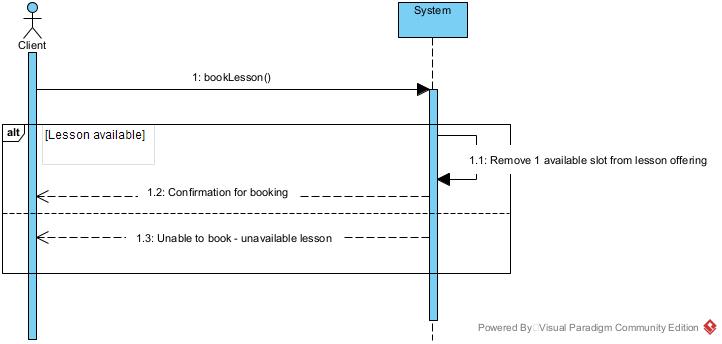 System
Client
1: bookLesson()
alt
[Lesson available]
1.1: Remove 1 available slot from lesson offering
1.2: Confirmation for booking
1.3: Unable to book - unavailable lesson
Powered By Visual Paradigm Community Edition